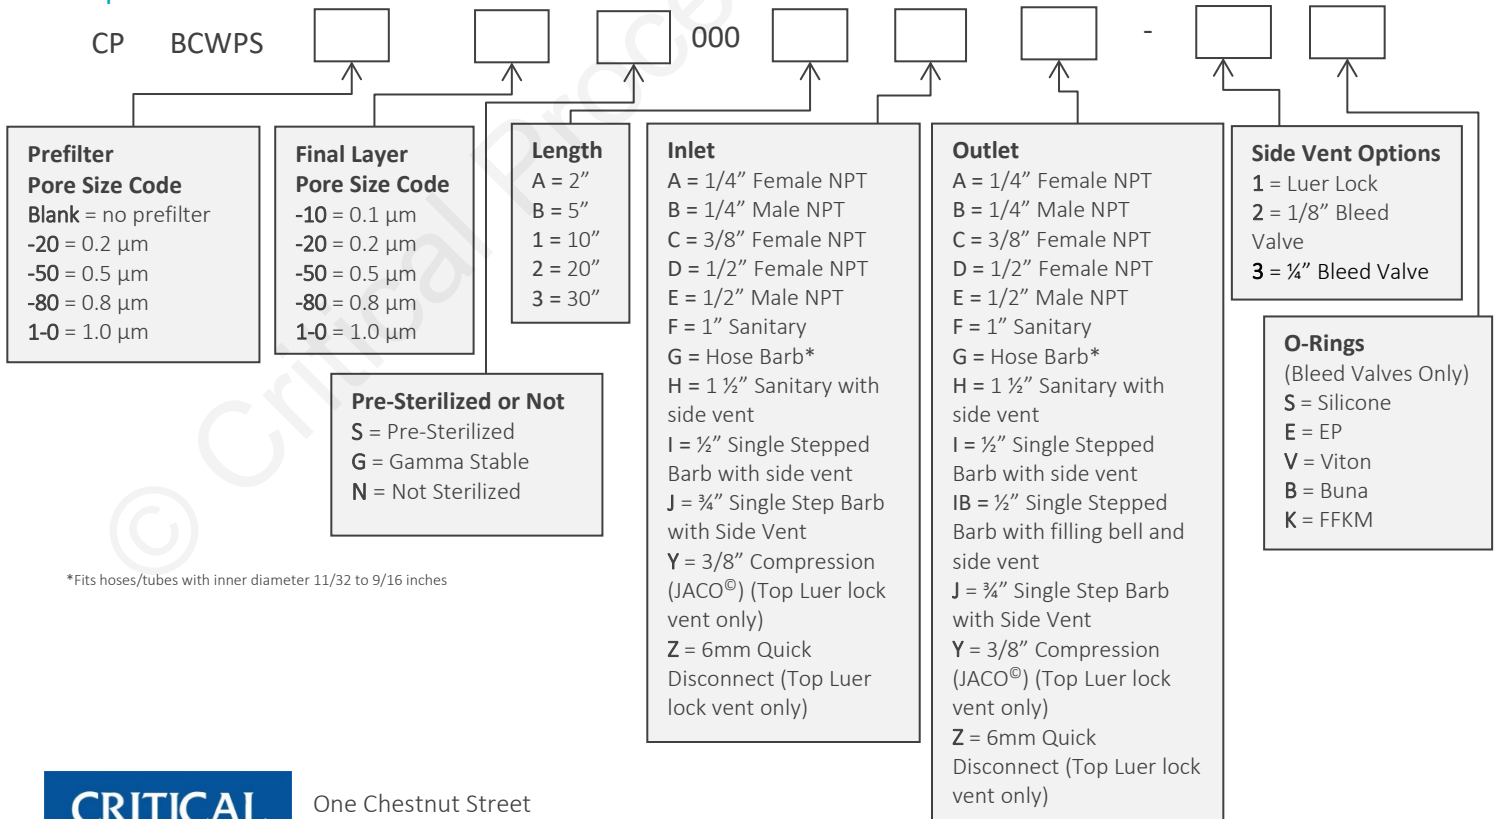 CP BCWPS 000 -
Prefilter
Pore Size Code
Blank = no prefilter
-20 = 0.2 µm
-50 = 0.5 µm
-80 = 0.8 µm
1-0 = 1.0 µm
Final Layer
Pore Size Code
-10 = 0.1 µm
-20 = 0.2 µm
-50 = 0.5 µm
-80 = 0.8 µm
1-0 = 1.0 µm
Pre-Sterilized or Not
S = Pre-Sterilized
G = Gamma Stable
N = Not Sterilized
Length
A = 2”
B = 5”
1 = 10”
2 = 20”
3 = 30”
Inlet
A = 1/4” Female NPT
B = 1/4” Male NPT
C = 3/8” Female NPT
D = 1/2” Female NPT
E = 1/2” Male NPT
F = 1” Sanitary
G = Hose Barb*
H = 1 ½” Sanitary with
side vent
I = ½” Single Stepped
Barb with side vent
J = ¾” Single Step Barb
with Side Vent
Y = 3/8” Compression
(JACO©) (Top Luer lock
vent only)
Z = 6mm Quick
Disconnect (Top Luer
lock vent only)
Outlet
A = 1/4” Female NPT
B = 1/4” Male NPT
C = 3/8” Female NPT
D = 1/2” Female NPT
E = 1/2” Male NPT
F = 1” Sanitary
G = Hose Barb*
H = 1 ½” Sanitary with
side vent
I = ½” Single Stepped
Barb with side vent
IB = ½” Single Stepped
Barb with filling bell and
side vent
J = ¾” Single Step Barb
with Side Vent
Y = 3/8” Compression
(JACO©) (Top Luer lock
vent only)
Z = 6mm Quick
Disconnect (Top Luer lock
vent only)
Side Vent Options
1 = Luer Lock
2 = 1/8” Bleed
Valve
3 = ¼” Bleed Valve
O-Rings
(Bleed Valves Only)
S = Silicone
E = EP
V = Viton
B = Buna
K = FFKM
*Fits hoses/tubes with inner diameter 11/32 to 9/16 inches
© Critical
CRITICAL
One Chestnut Street